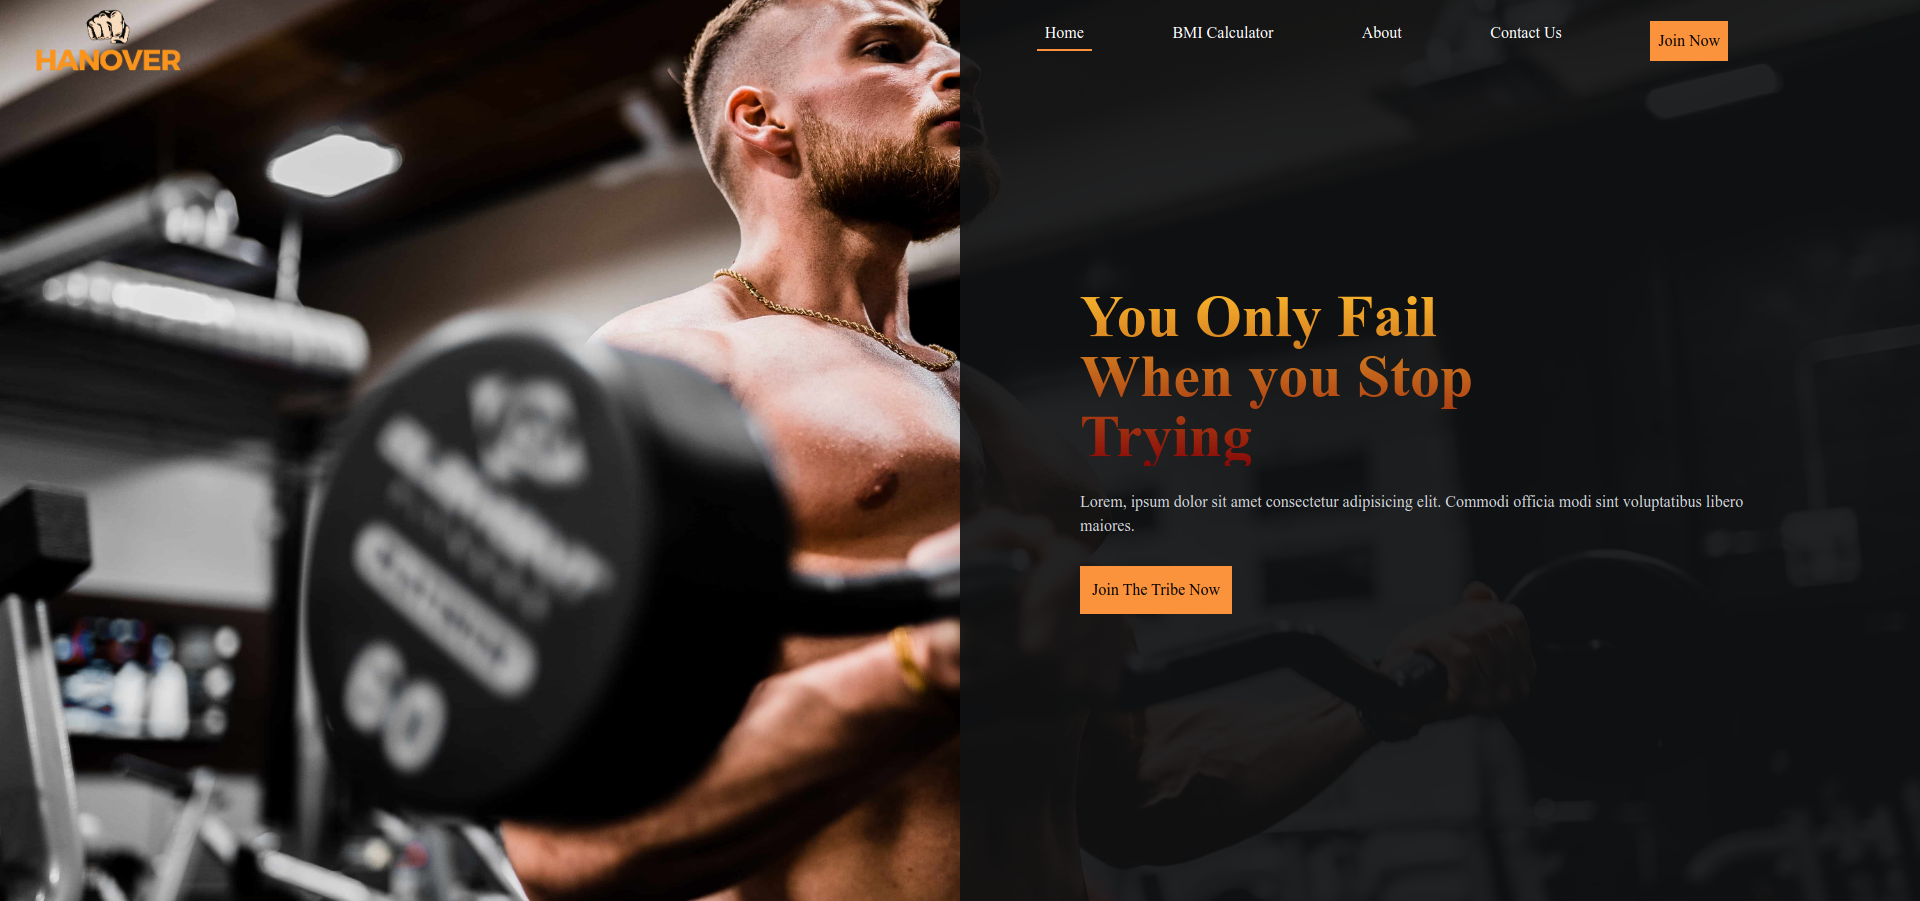 HANOVER
Home
BMI Calculator
About
Contact Us
Join Now
You Only Fail
When you Stop
Trying
Lorem, ipsum dolor sit amet consectetur adipisicing elit. Commodi officia modi sint voluptatibus libero
maiores.
Join The Tribe Now
60